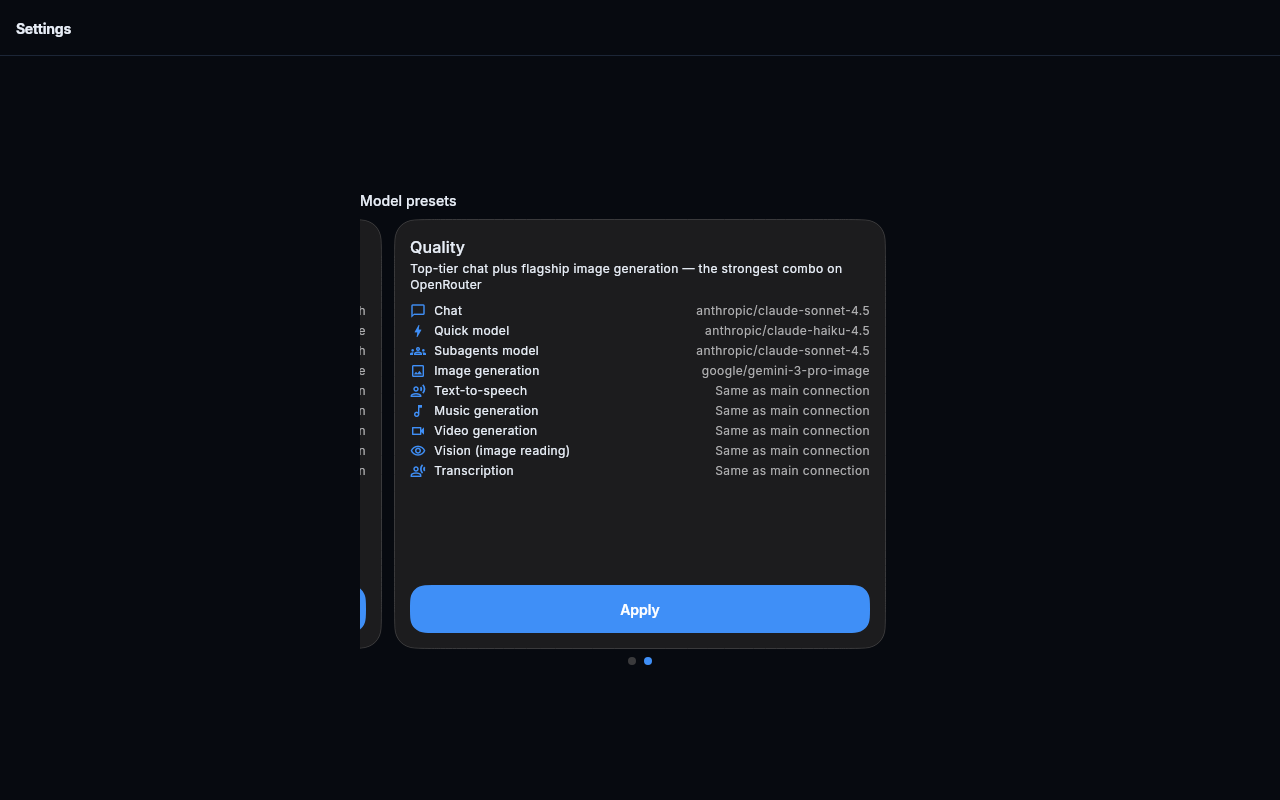 Settings
Model presets
Quality
Top-tier chat plus flagship image generation — the strongest combo on
OpenRouter
Chat anthropic/claude-sonnet-4.5
Quick model anthropic/claude-haiku-4.5
Subagents model anthropic/claude-sonnet-4.5
Image generation google/gemini-3-pro-image
Text-to-speech Same as main connection
Music generation Same as main connection
Video generation Same as main connection
Vision (image reading) Same as main connection
Transcription Same as main connection
Apply